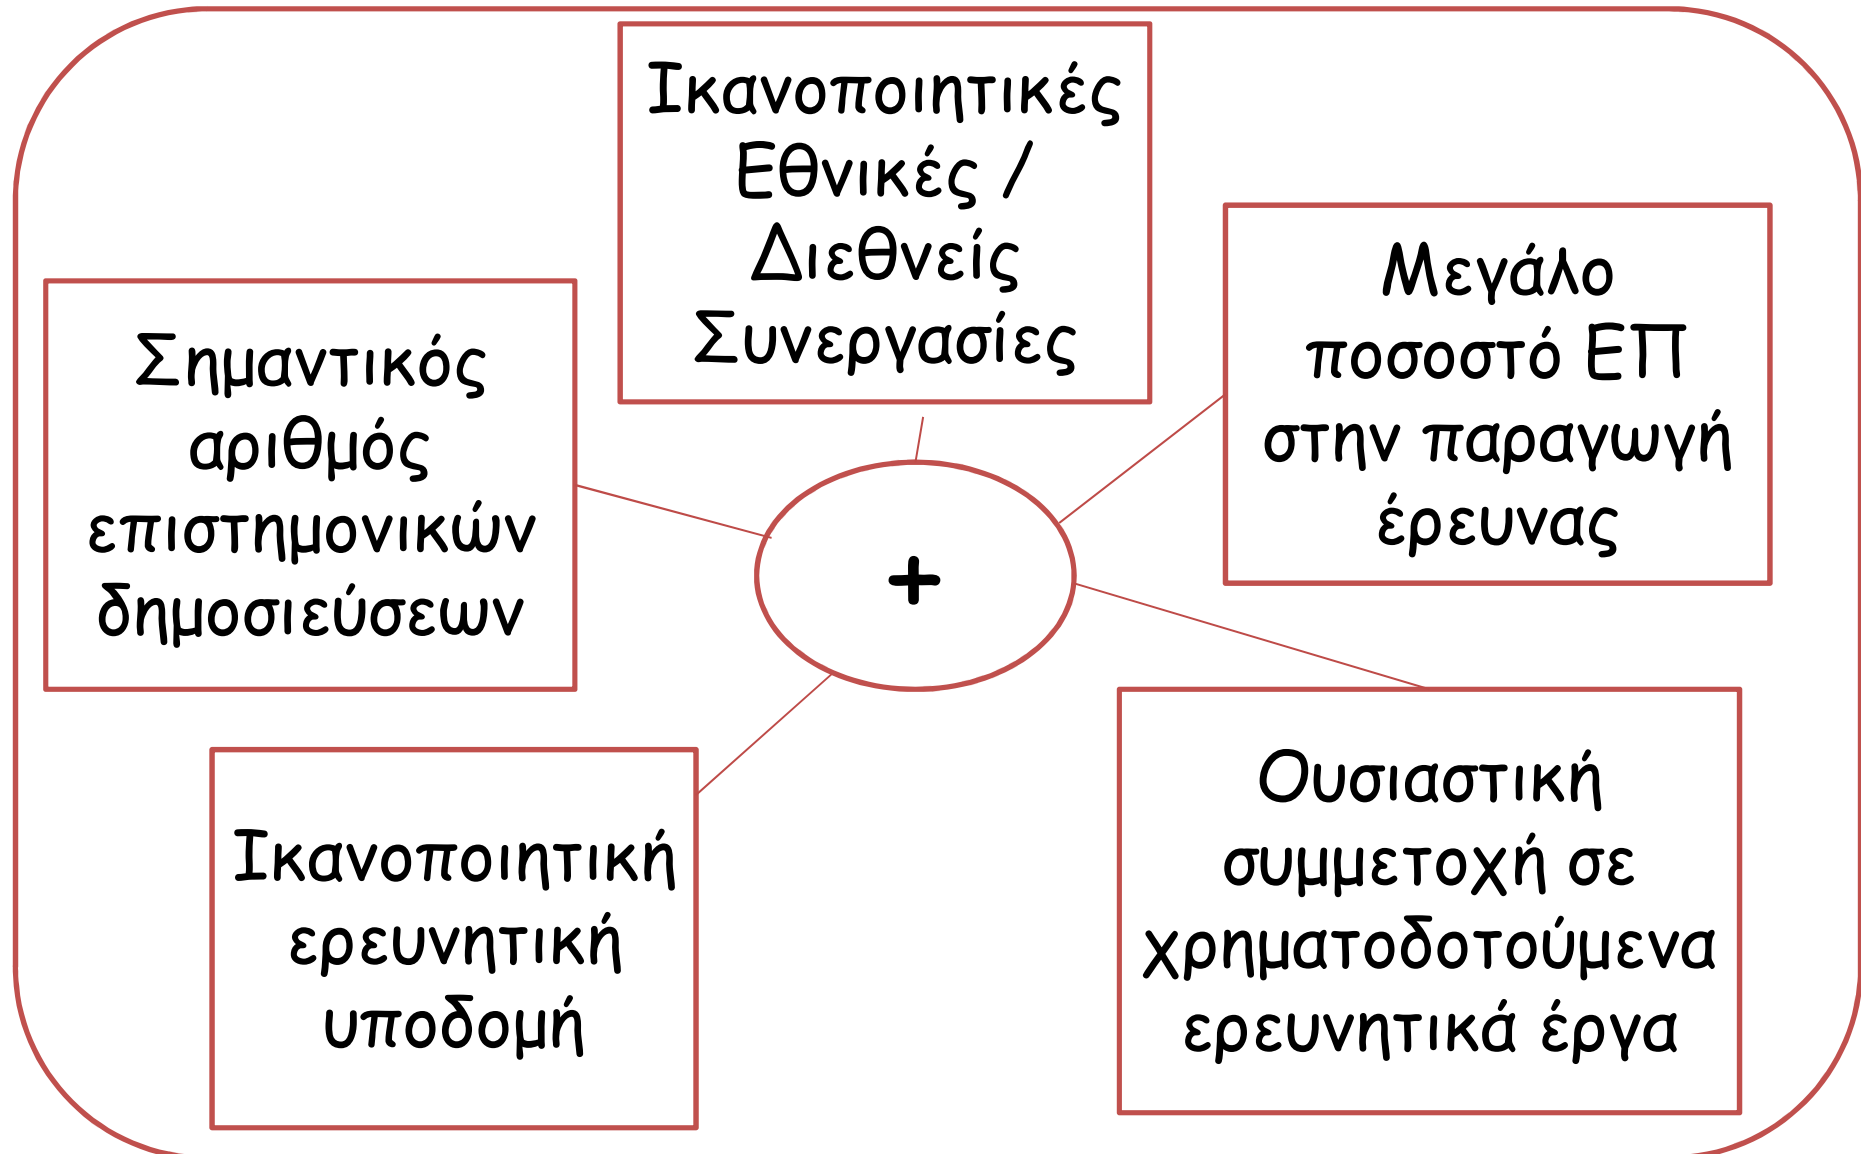 Ικανοποιητικές
Εθνικές /
Διεθνείς
Συνεργασίες
Μεγάλο
ποσοστό ΕΠ
στην παραγωγή
έρευνας
Σημαντικός
αριθμός
επιστημονικών
δημοσιεύσεων
+
Ικανοποιητική
ερευνητική
υποδομή
Ουσιαστική
συμμετοχή σε
χρηματοδοτούμενα
ερευνητικά έργα